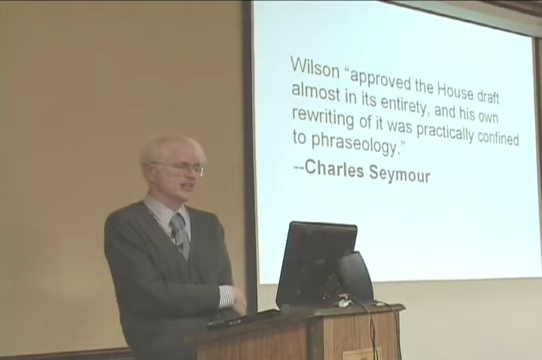 Wilson “approved the House draft
almost in its entirety, and his own
rewriting of it was practically confined
to phraseology.”
--Charles Seymour